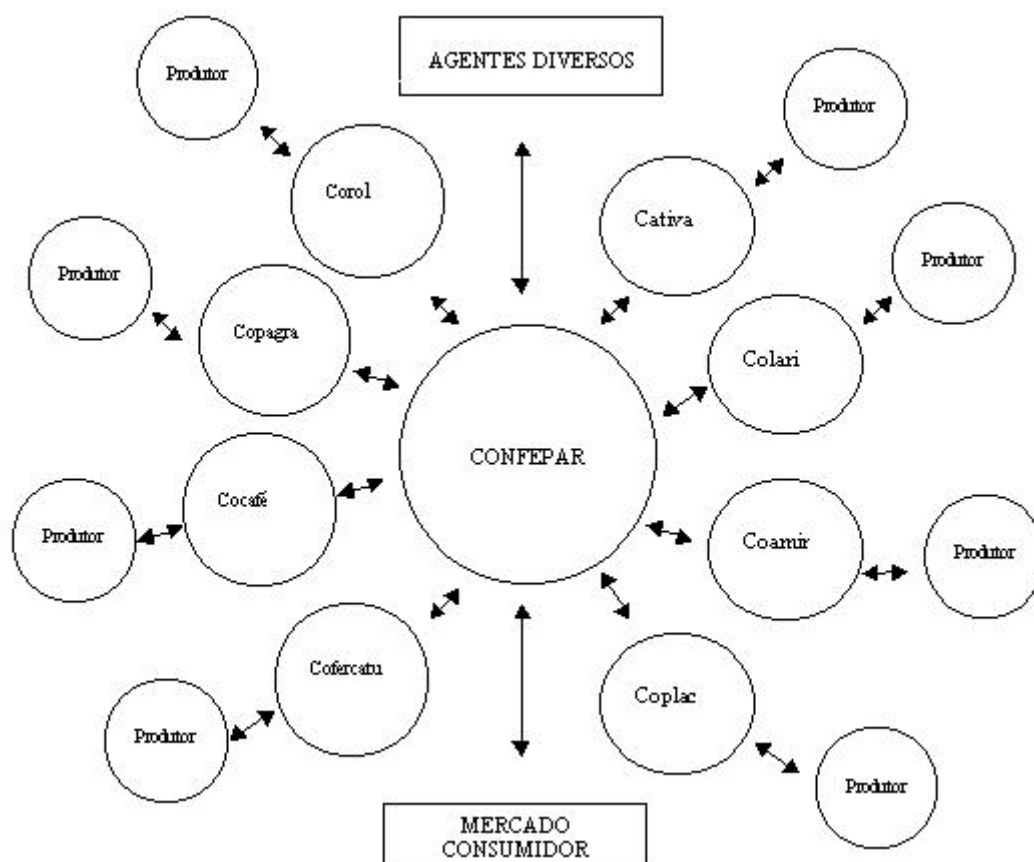 AGENTES DIVERSOS
Produtor
Produtor
Corol
Cativa
Produtor
Produtor
Copagra
Colari
CONFEPAR
Cocafé
Produtor
Coamir
Produtor
Cofercatu
Coplac
Produtor
Produtor
MERCADO
CONSUMIDOR